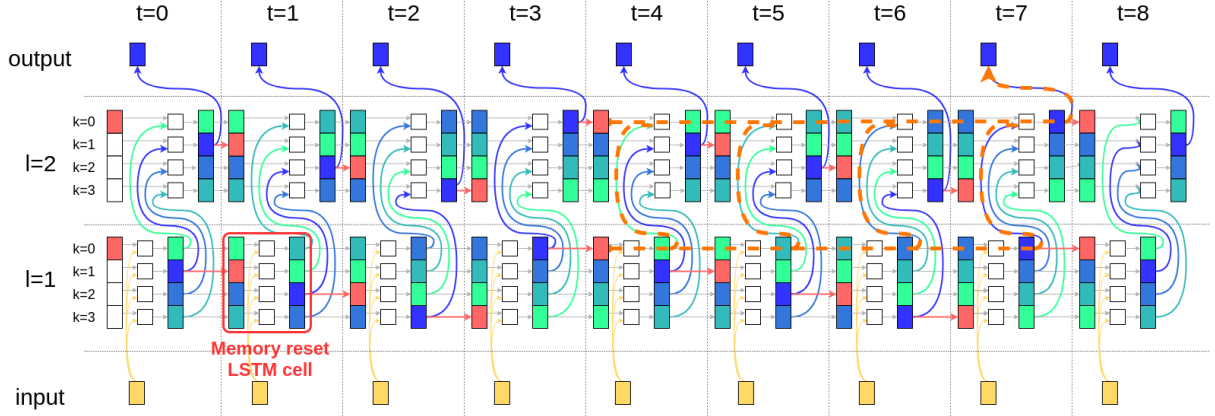 t=0 t=1 t=2 t=3 t=4 t=5 t=6 t=7 t=8
output
k=0
k=1
l=2
k=2
k=3
k=0
k=1
l=1
k=2
k=3
Memory reset
LSTM cell
input